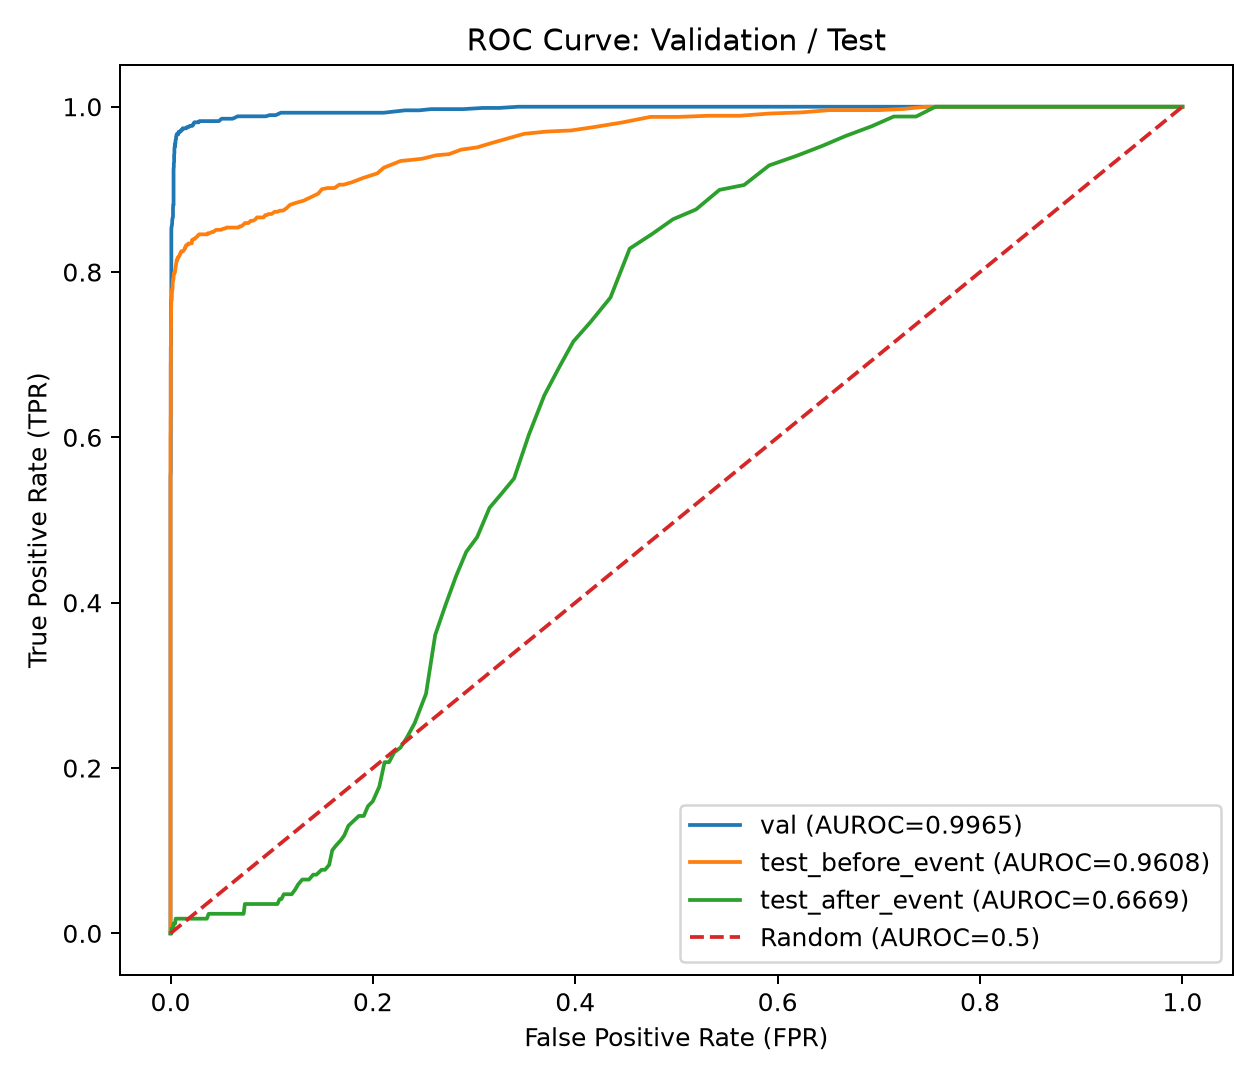 ROC Curve: Validation / Test
True Positive Rate (TPR)
1.0
0.8
0.6
0.4
0.2
0.0
0.0 0.2 0.4 0.6 0.8 1.0
False Positive Rate (FPR)
val (AUROC=0.9965)
test_before_event (AUROC=0.9608)
test_after_event (AUROC=0.6669)
Random (AUROC=0.5)